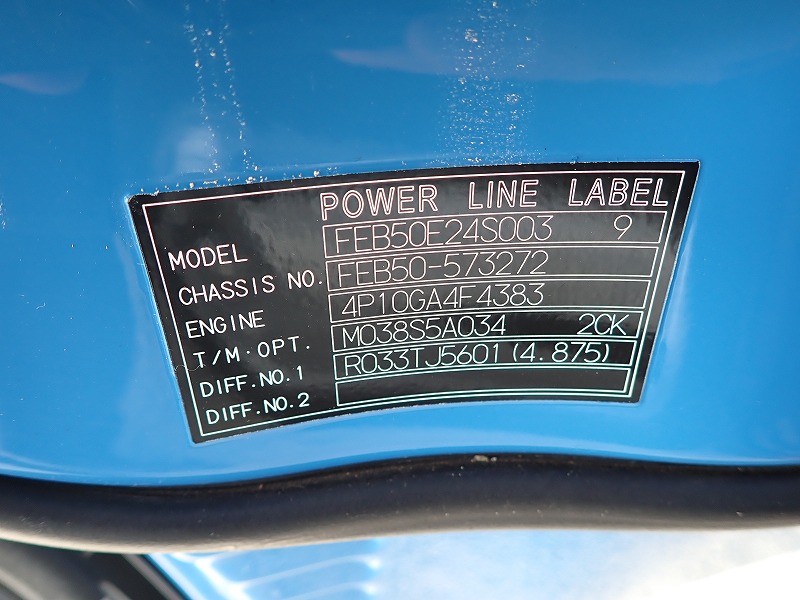 POWER LINE LABEL
MODEL FEB50E24S003 9
CHASSIS NO. FEB50-573272
ENGINE 4P10GA4F4383
T/M·OPT. M038S5A034 2CK
DIFF.NO.1 R033TJ5601(4.875)
DIFF.NO.2